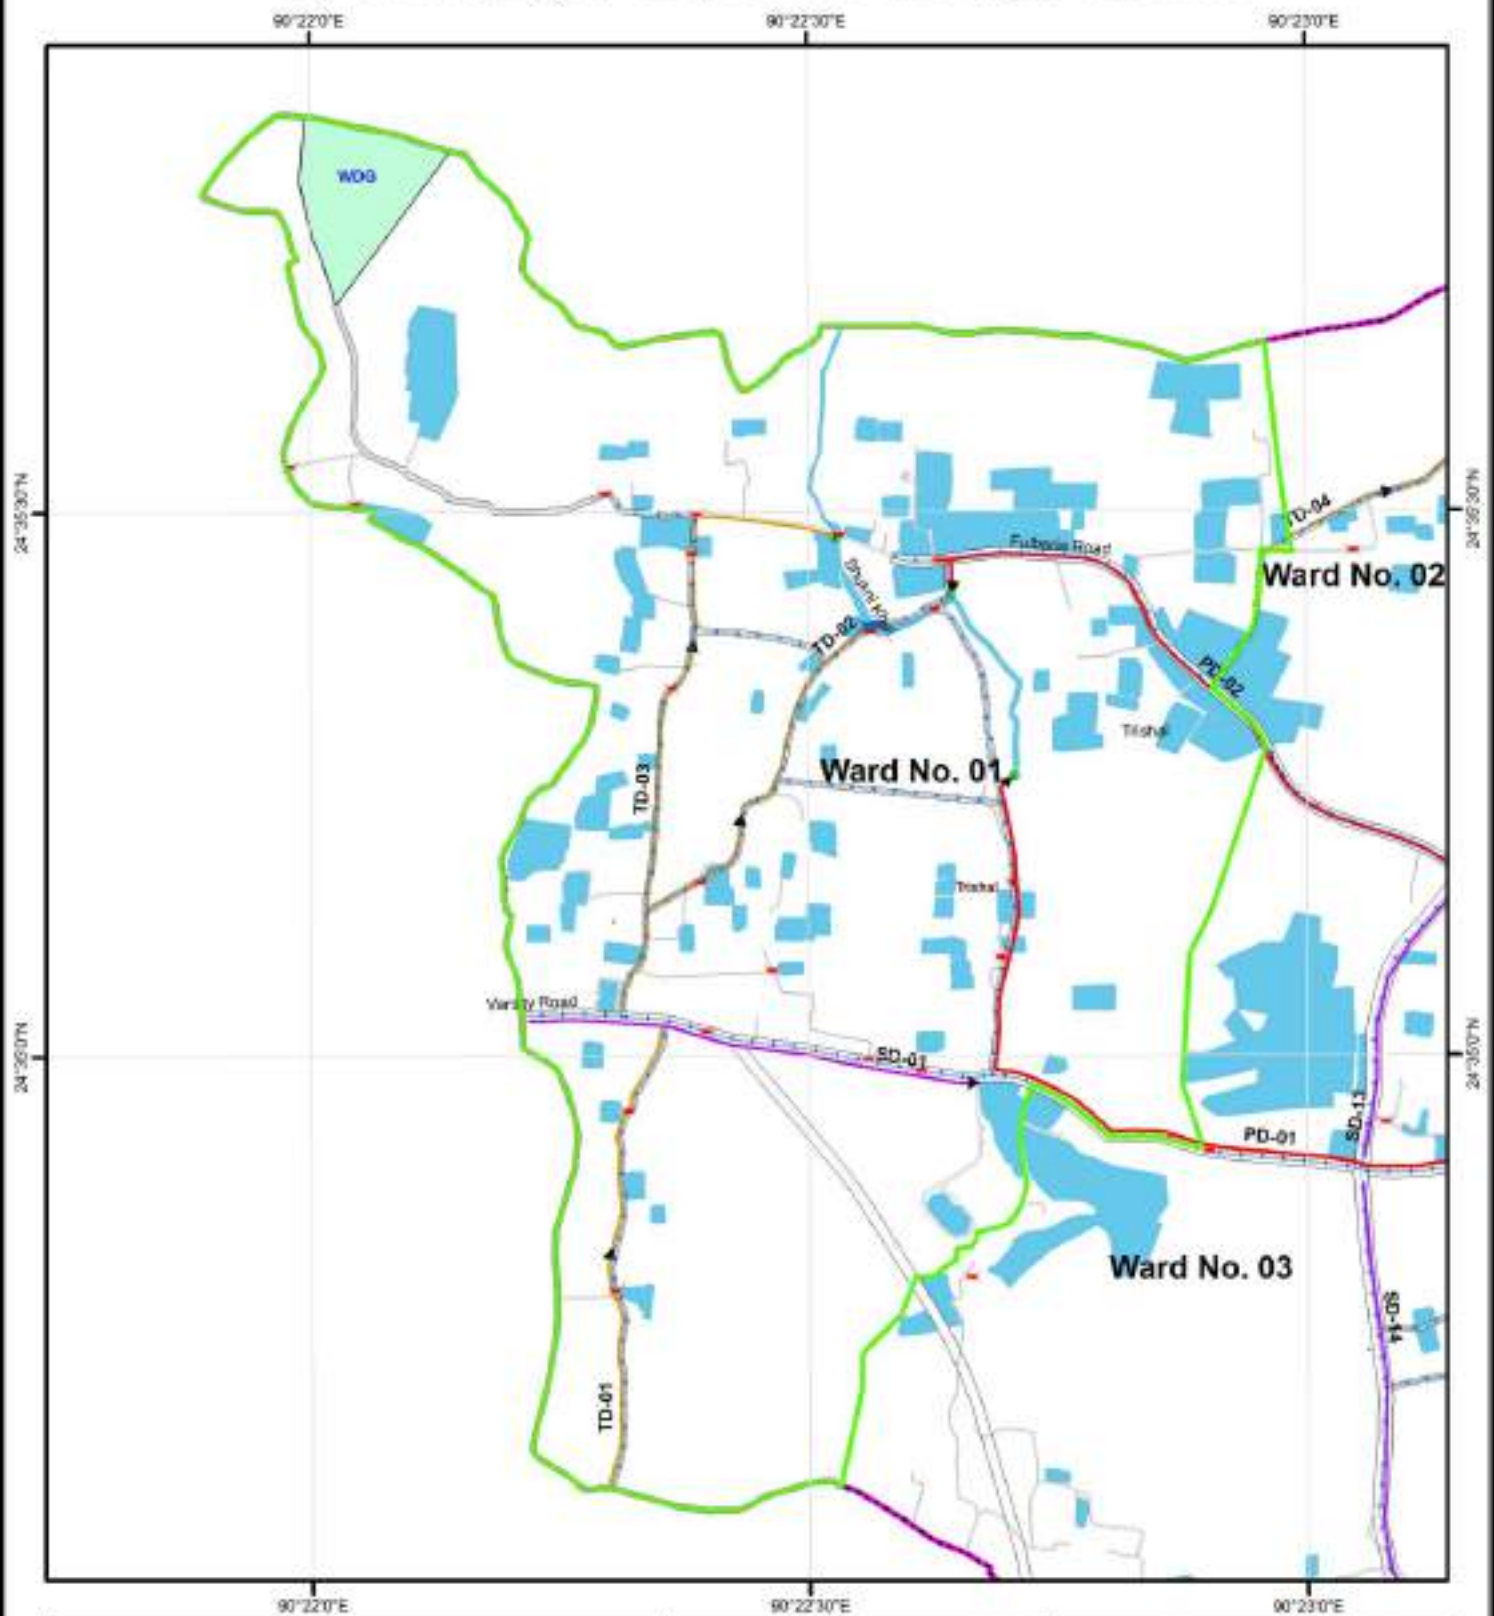 90°22'0"E
90°22'30"E
90°23'0"E
WDG
24°35'30"N
24°35'30"N
TD-04
Fulbaria Road
Ward No. 02
TD-02
PD-02
Trishal
Ward No. 01
TD-03
Trishal
Varsity Road
SD-01
24°35'0"N
24°35'0"N
SD-13
PD-01
Ward No. 03
SD-14
TD-01
90°22'0"E
90°22'30"E
90°23'0"E